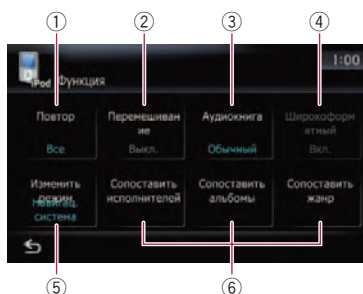 ① ② ③ ④
1:00
iPod Функция
Повтор Перемешиван Аудиокнига Широкоформ
ие атный
Все Выкл. Обычный Вкл.
Изменить Сопоставить Сопоставить Сопоставить
режим исполнителей альбомы жанр
Навигац.
система
⑤ ⑥